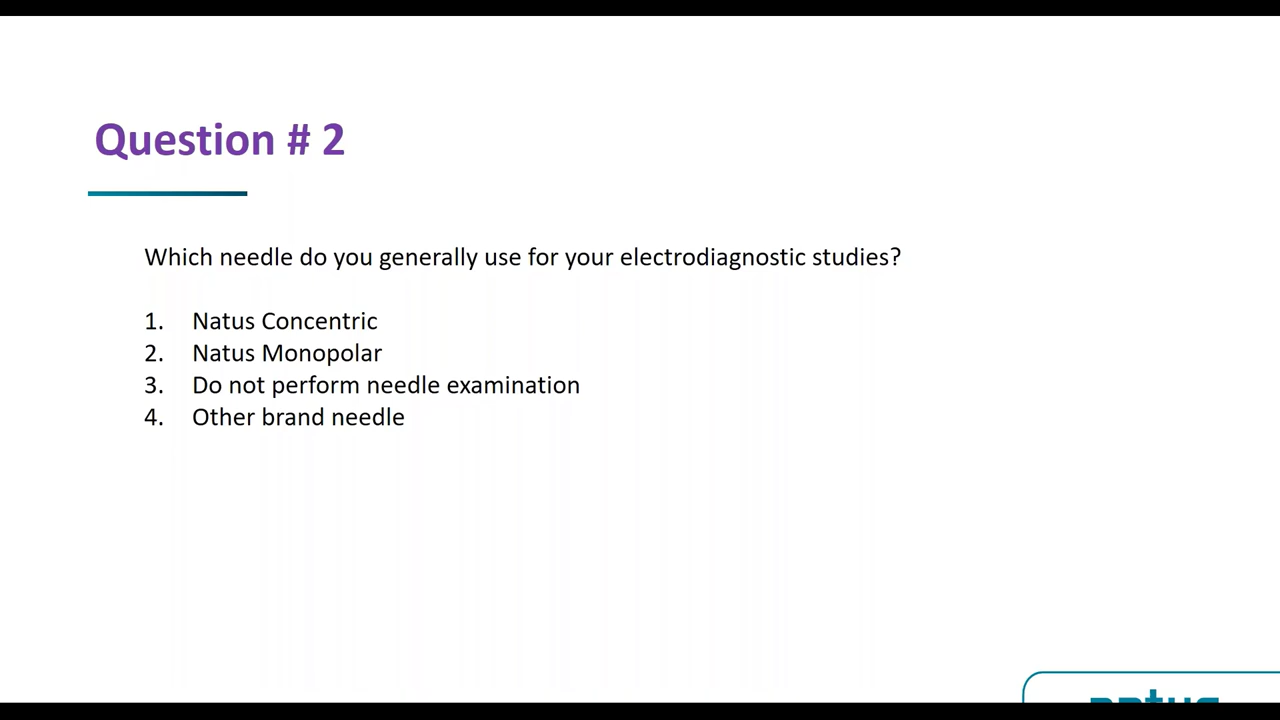 Question # 2
Which needle do you generally use for your electrodiagnostic studies?
1. Natus Concentric
2. Natus Monopolar
3. Do not perform needle examination
4. Other brand needle